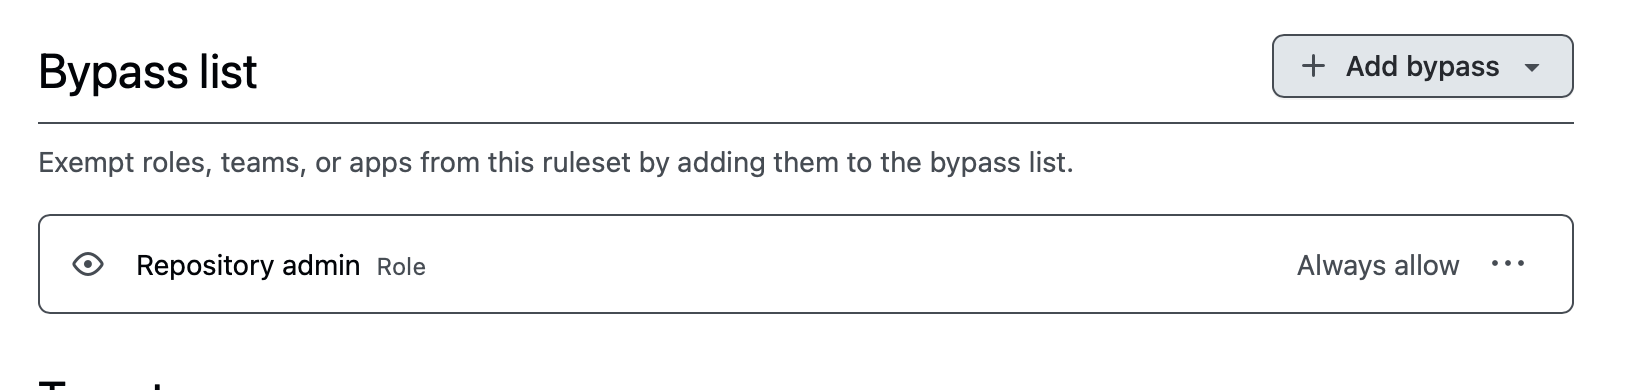 Bypass list
+ Add bypass
Exempt roles, teams, or apps from this ruleset by adding them to the bypass list.
Repository admin Role
Always allow ...